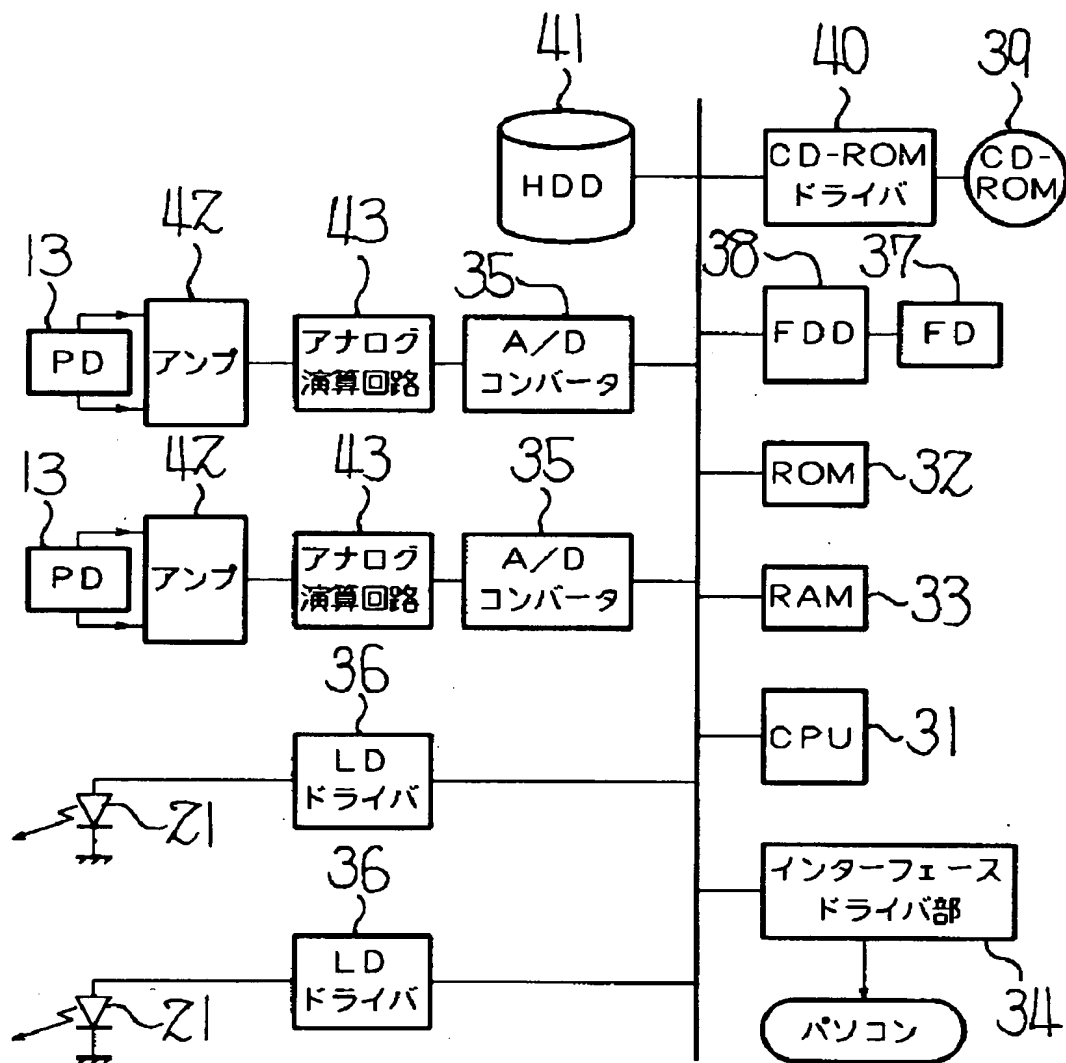 41
40
39
HDD
CD-ROM
ドライバ
CD-
ROM
42
43
13
35
38
37
PD
アンプ
アナログ
演算回路
A/D
コンバータ
FDD
FD
42
43
35
13
PD
アンプ
アナログ
演算回路
A/D
コンバータ
ROM
32
RAM
33
36
LD
ドライバ
21
CPU
31
36
LD
ドライバ
21
インターフェース
ドライバ部
34
パソコン